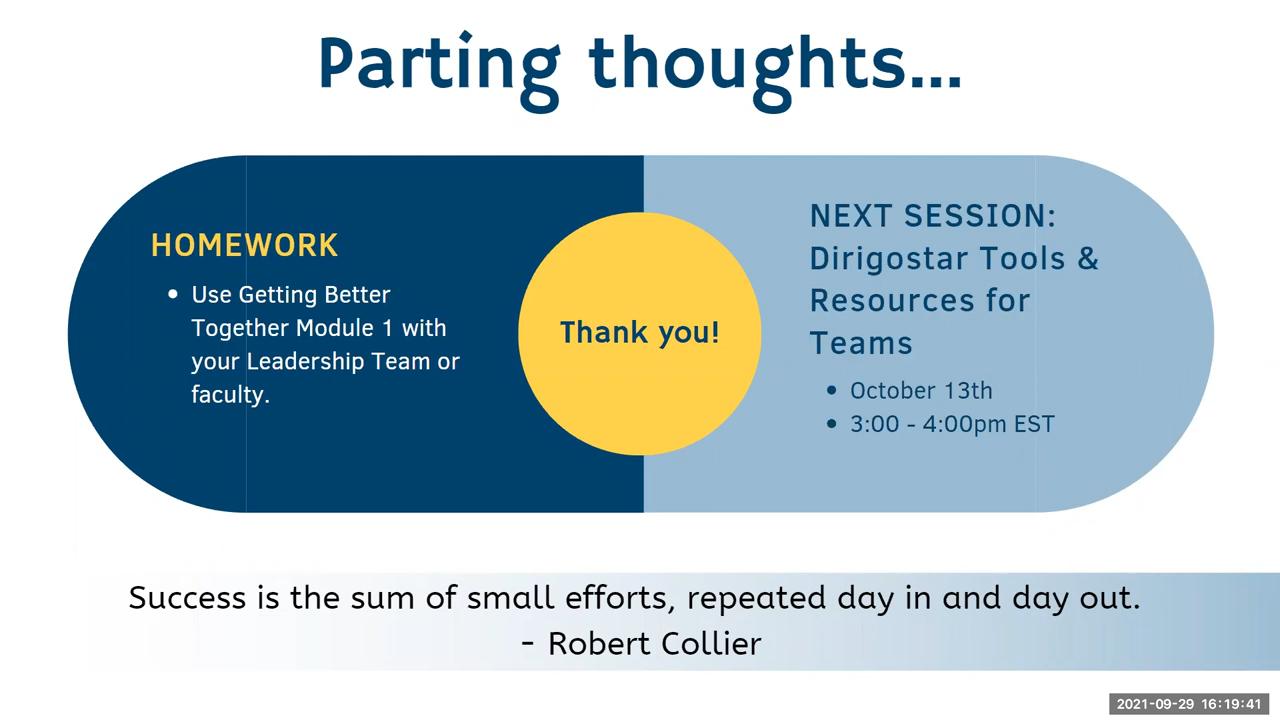 Parting thoughts...
HOMEWORK
• Use Getting Better
Together Module 1 with
your Leadership Team or
faculty.
Thank you!
NEXT SESSION:
Dirigostar Tools &
Resources for
Teams
• October 13th
• 3:00 - 4:00pm EST
Success is the sum of small efforts, repeated day in and day out.
- Robert Collier
2021-09-29 16:19:41